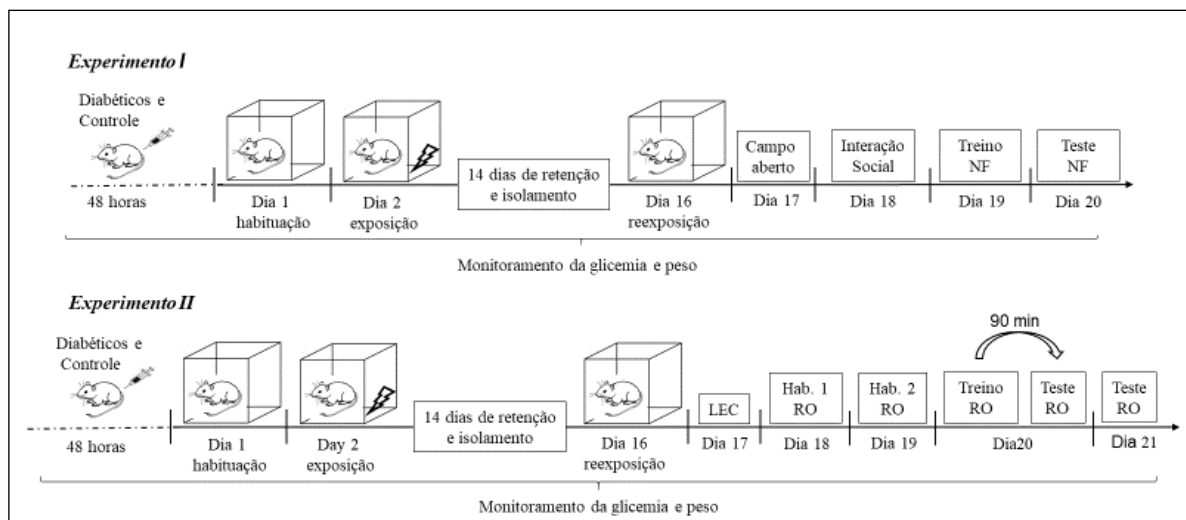 Experimento I
Diabéticos e
Controle
48 horas
Dia 1
habituação
Dia 2
exposição
14 dias de retenção
e isolamento
Dia 16
reexposição
Campo
aberto
Dia 17
Interação
Social
Dia 18
Treino
NF
Dia 19
Teste
NF
Dia 20
Monitoramento da glicemia e peso
Experimento II
Diabéticos e
Controle
48 horas
Dia 1
habituação
Day 2
exposição
14 dias de retenção
e isolamento
Dia 16
reexposição
LEC
Dia 17
Hab. 1
RO
Dia 18
Hab. 2
RO
Dia 19
90 min
Treino
RO
Teste
RO
Dia20
Teste
RO
Dia 21
Monitoramento da glicemia e peso